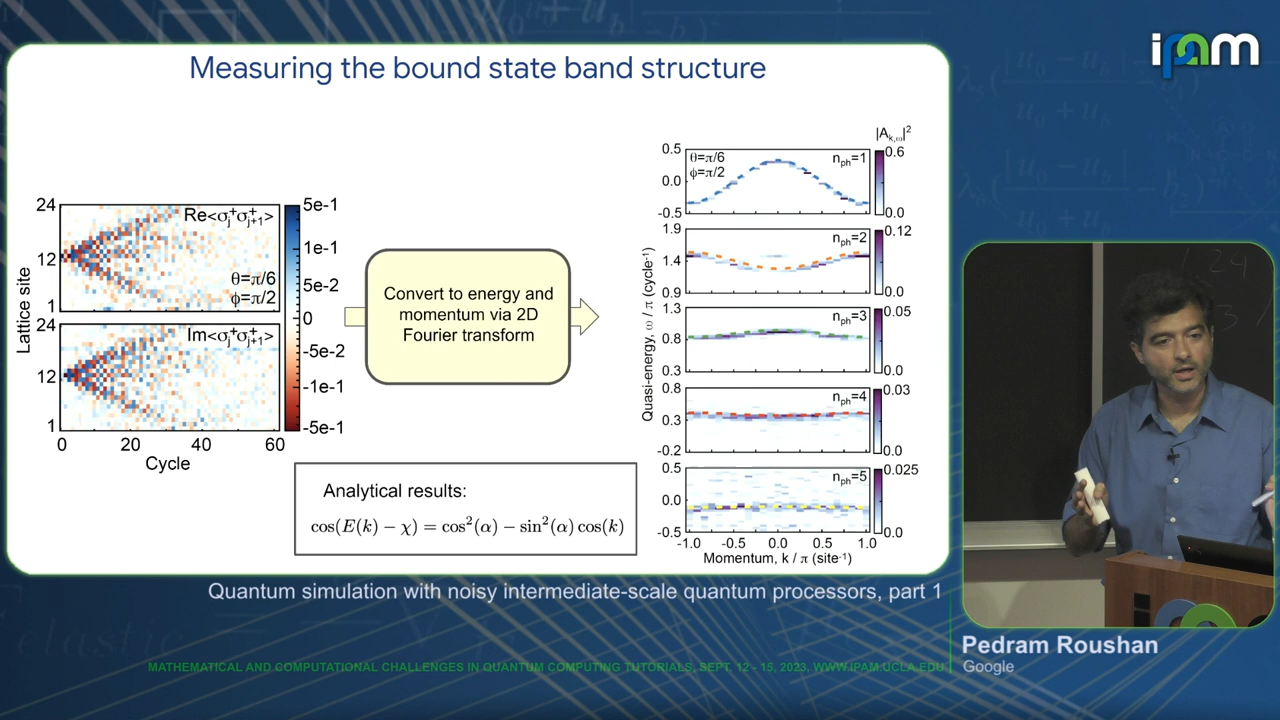 ipam
Measuring the bound state band structure
Lattice site
24
12
1
Re<σj+σj+1+>
θ=π/6
ϕ=π/2
24
12
1
Im<σj+σj+1+>
0 20 40 60
Cycle
5e-1
1e-1
5e-2
0
-5e-2
-1e-1
-5e-1
Convert to energy and
momentum via 2D
Fourier transform
Analytical results:
cos(E(k) − χ) = cos²(α) − sin²(α) cos(k)
|Ak,ω|²
Quasi-energy, ω / π (cycle⁻¹)
0.5
0.0
-0.5
θ=π/6
ϕ=π/2
nph=1
0.6
0.0
1.9
1.4
0.9
nph=2
0.12
0.0
1.3
0.8
0.3
nph=3
0.05
0.0
0.8
0.3
-0.2
nph=4
0.03
0.0
0.5
0.0
-0.5
nph=5
0.025
0.0
-1.0 -0.5 0.0 0.5 1.0
Momentum, k / π (site⁻¹)
Quantum simulation with noisy intermediate-scale quantum processors, part 1
Pedram Roushan
Google
MATHEMATICAL AND COMPUTATIONAL CHALLENGES IN QUANTUM COMPUTING TUTORIALS, SEPT. 12 - 15, 2023, WWW.IPAM.UCLA.EDU